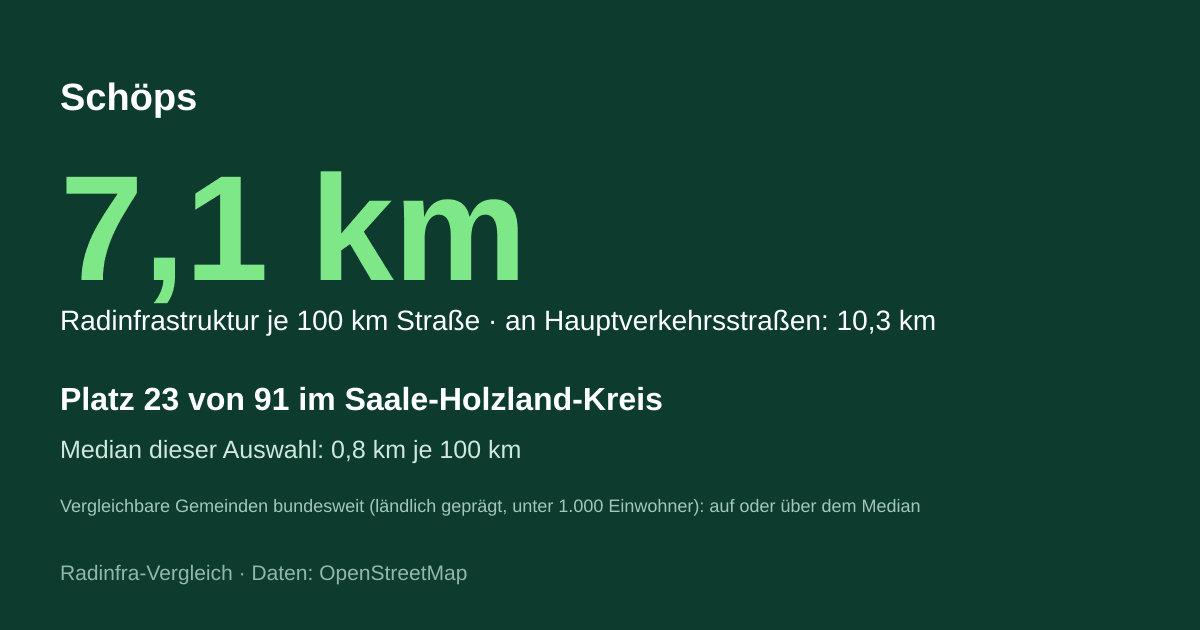 Schöps
7,1 km
Radinfrastruktur je 100 km Straße · an Hauptverkehrsstraßen: 10,3 km
Platz 23 von 91 im Saale-Holzland-Kreis
Median dieser Auswahl: 0,8 km je 100 km
Vergleichbare Gemeinden bundesweit (ländlich geprägt, unter 1.000 Einwohner): auf oder über dem Median
Radinfra-Vergleich · Daten: OpenStreetMap